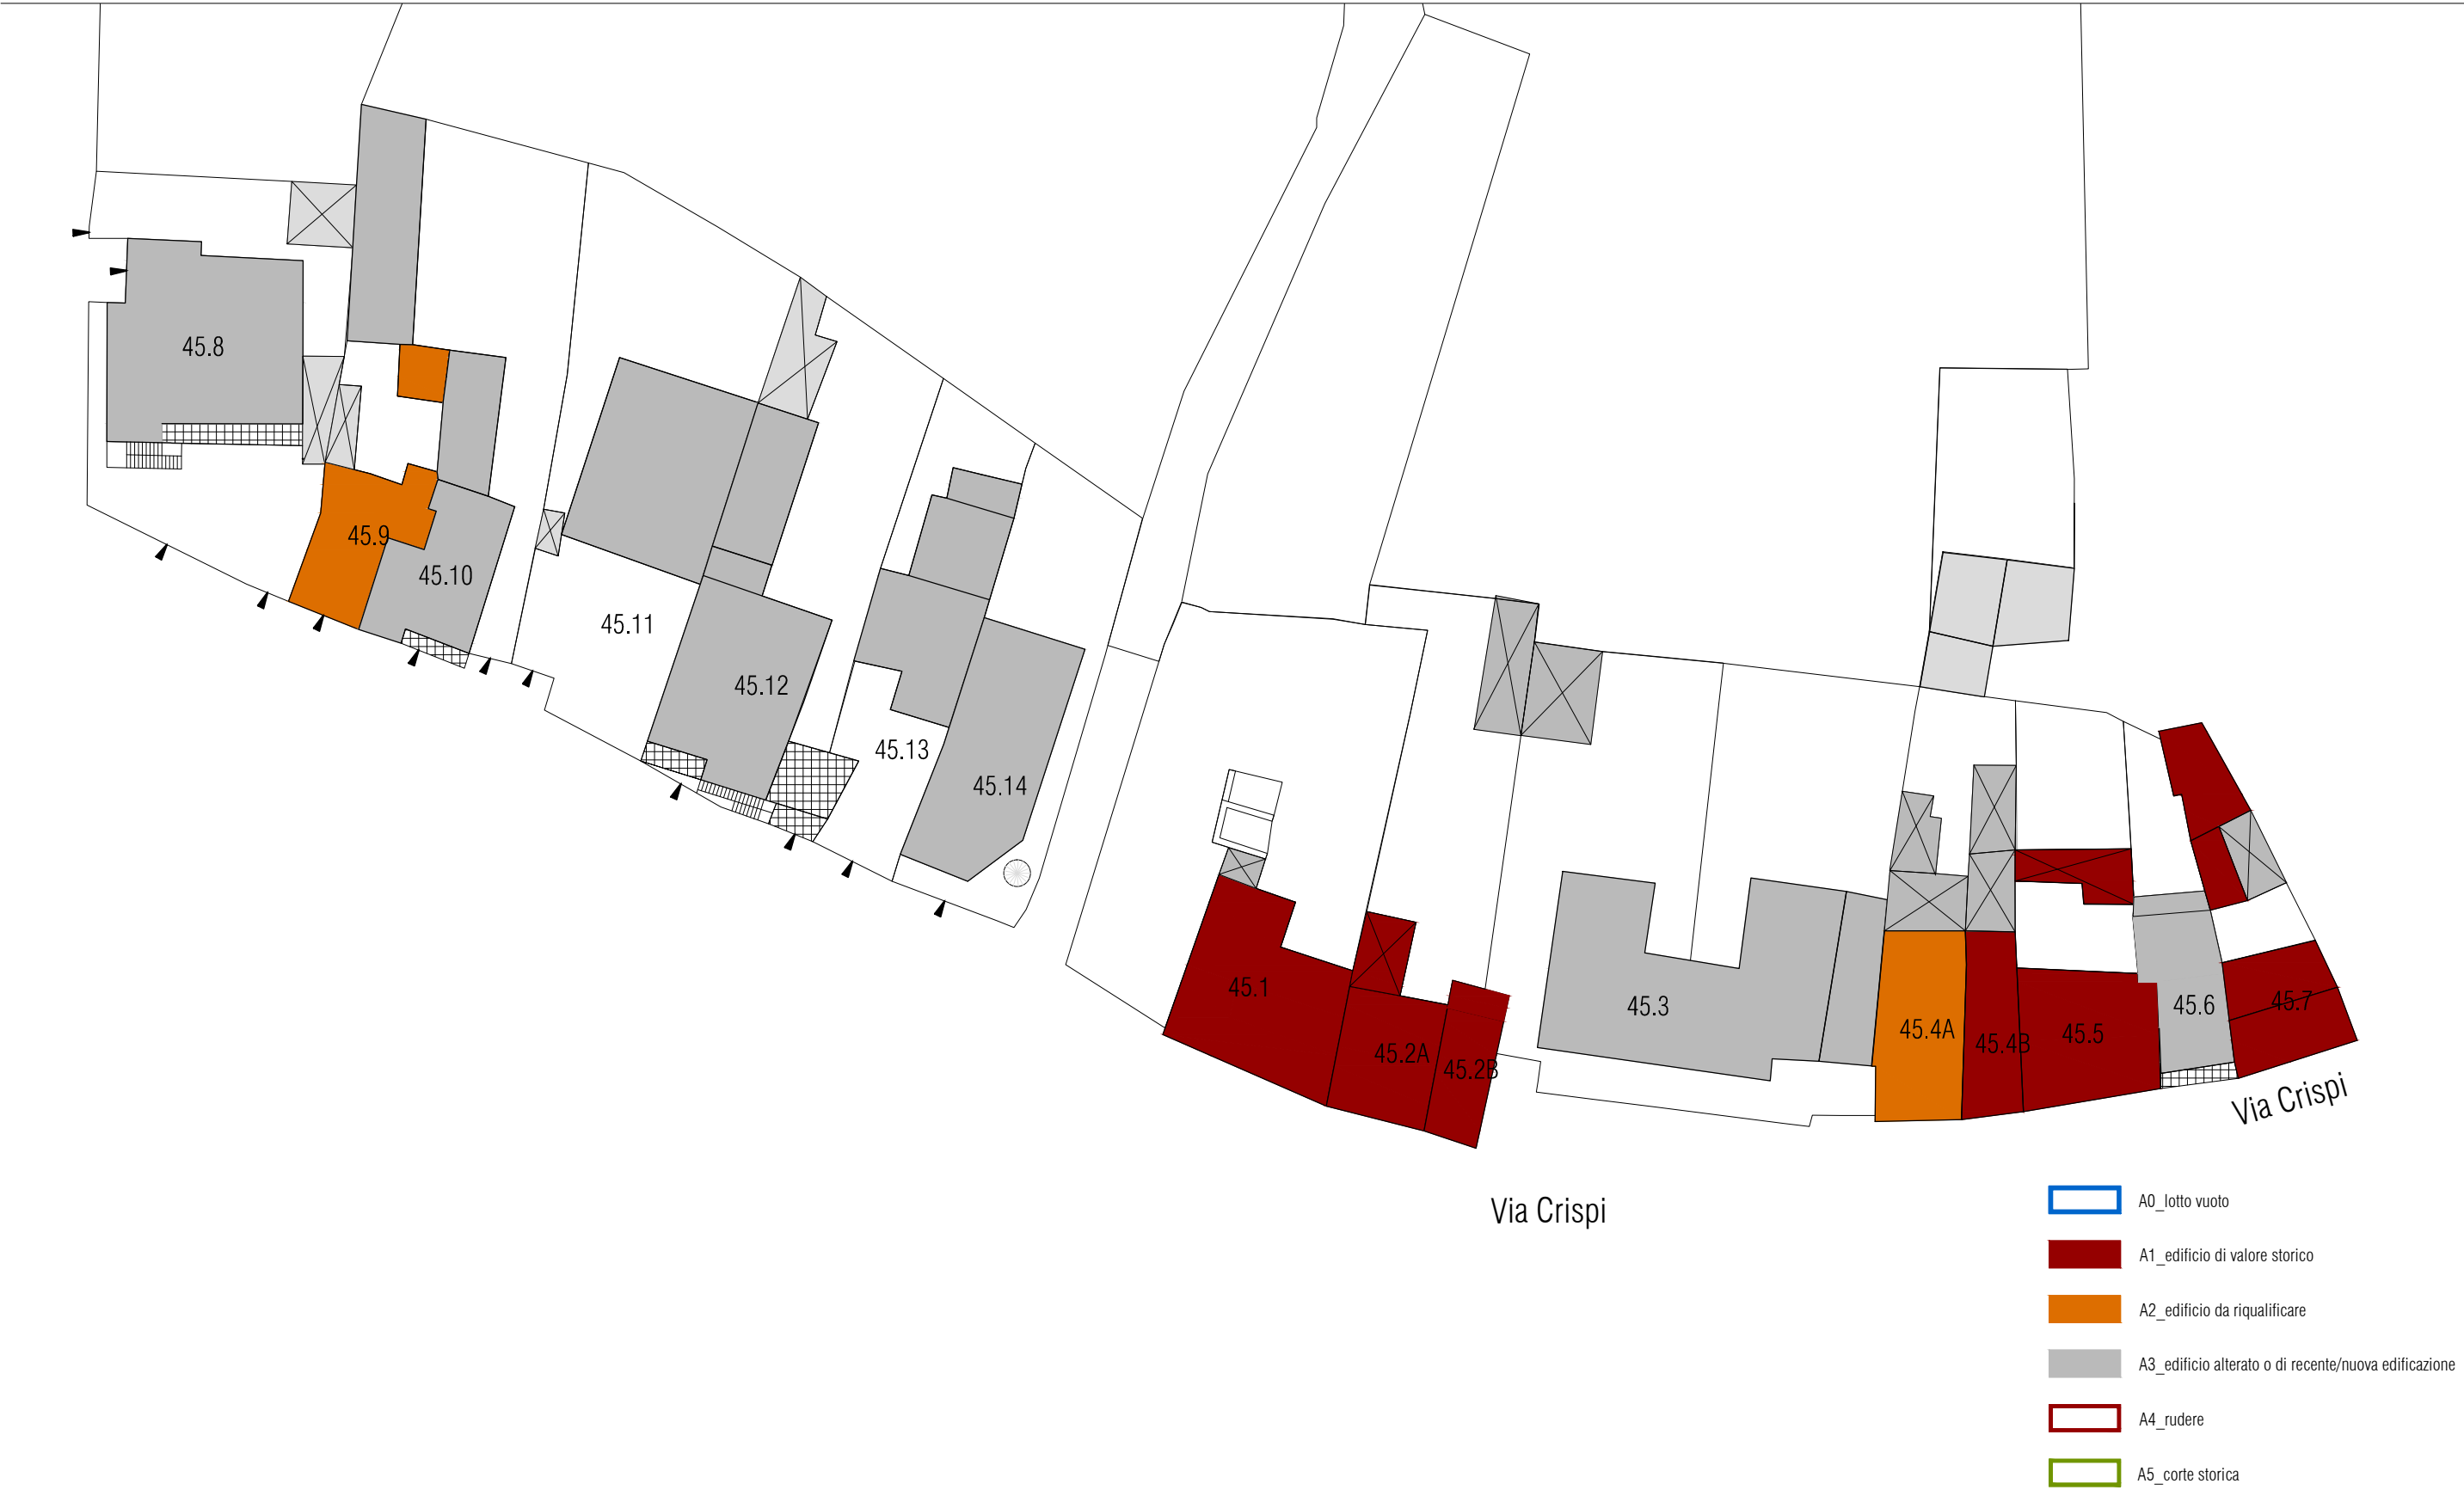 45.8
45.9
45.10
45.11
45.12
45.13
45.14
45.1
45.2A
45.2B
45.3
45.4A
45.4B
45.5
45.6
45.7
Via Crispi
Via Crispi
A0_lotto vuoto
A1_edificio di valore storico
A2_edificio da riqualificare
A3_edificio alterato o di recente/nuova edificazione
A4_rudere
A5_corte storica